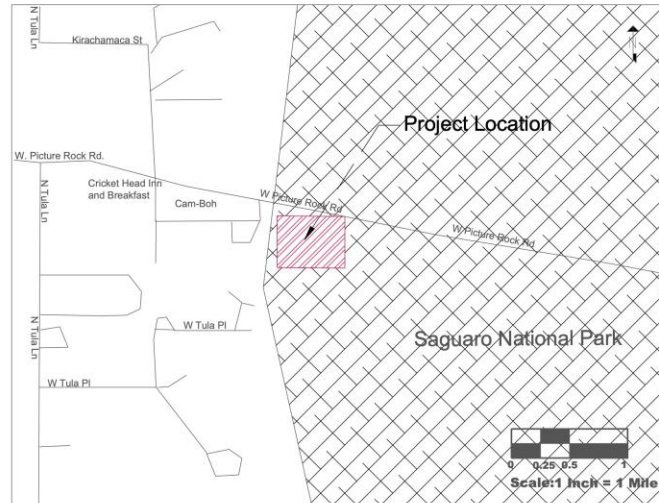 N Tula Ln
Kirachamaca St
N
Project Location
W. Picture Rock Rd.
Cricket Head Inn
and Breakfast
N Tula Ln
Cam-Boh
W Picture Rock Rd
W Picture Rock Rd
N Tula Ln
W Tula Pl
Saguaro National Park
W Tula Pl
0 0.25 0.5 1
Scale:1 Inch = 1 Mile